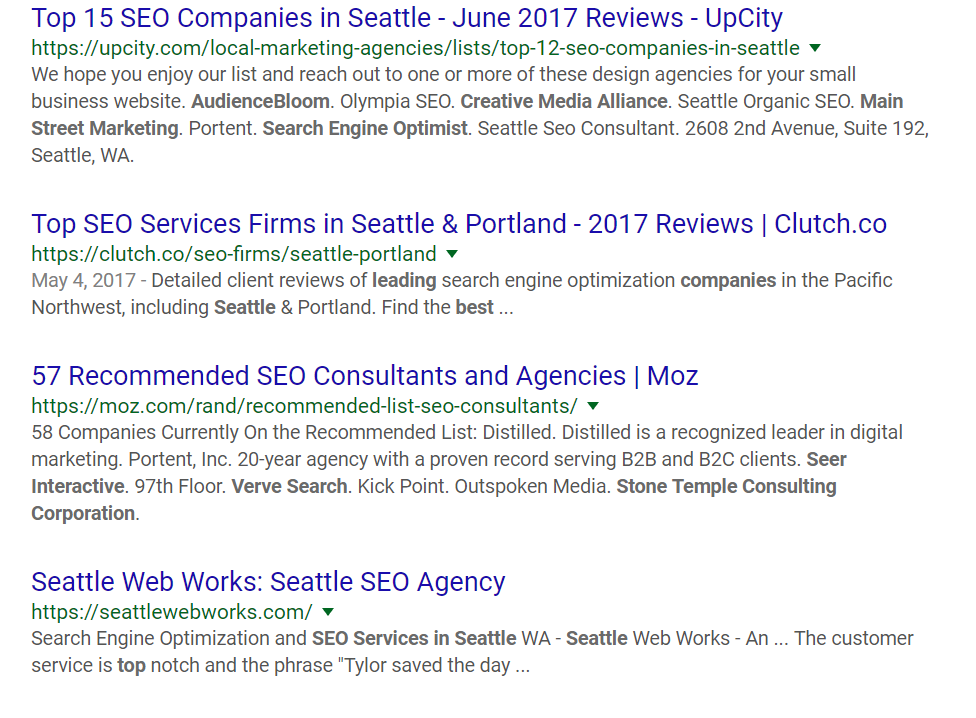 Top 15 SEO Companies in Seattle - June 2017 Reviews - UpCity
https://upcity.com/local-marketing-agencies/lists/top-12-seo-companies-in-seattle
We hope you enjoy our list and reach out to one or more of these design agencies for your small
business website. AudienceBloom. Olympia SEO. Creative Media Alliance. Seattle Organic SEO. Main
Street Marketing. Portent. Search Engine Optimist. Seattle Seo Consultant. 2608 2nd Avenue, Suite 192,
Seattle, WA.
Top SEO Services Firms in Seattle & Portland - 2017 Reviews | Clutch.co
https://clutch.co/seo-firms/seattle-portland
May 4, 2017 - Detailed client reviews of leading search engine optimization companies in the Pacific
Northwest, including Seattle & Portland. Find the best ...
57 Recommended SEO Consultants and Agencies | Moz
https://moz.com/rand/recommended-list-seo-consultants/
58 Companies Currently On the Recommended List: Distilled. Distilled is a recognized leader in digital
marketing. Portent, Inc. 20-year agency with a proven record serving B2B and B2C clients. Seer
Interactive. 97th Floor. Verve Search. Kick Point. Outspoken Media. Stone Temple Consulting
Corporation.
Seattle Web Works: Seattle SEO Agency
https://seattlewebworks.com/
Search Engine Optimization and SEO Services in Seattle WA - Seattle Web Works - An ... The customer
service is top notch and the phrase "Tylor saved the day ...